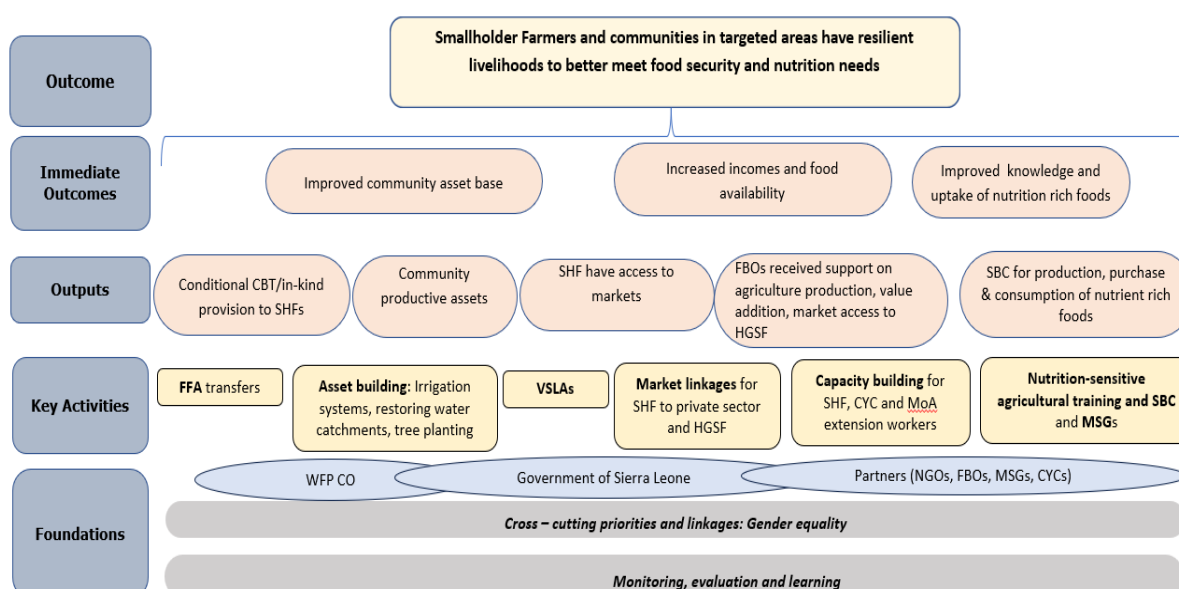 Smallholder Farmers and communities in targeted areas have resilient
livelihoods to better meet food security and nutrition needs
Outcome
Immediate
Outcomes
Improved community asset base
Increased incomes and food
availability
Improved knowledge and
uptake of nutrition rich foods
Outputs
Conditional CBT/in-kind
provision to SHFs
Community
productive assets
SHF have access to
markets
FBOs received support on
agriculture production, value
addition, market access to
HGSF
SBC for production, purchase
& consumption of nutrient rich
foods
Key Activities
FFA transfers
Asset building: Irrigation
systems, restoring water
catchments, tree planting
VSLAs
Market linkages for
SHF to private sector
and HGSF
Capacity building for
SHF, CYC and MoA
extension workers
Nutrition-sensitive
agricultural training and SBC
and MSGs
Foundations
WFP CO
Government of Sierra Leone
Partners (NGOs, FBOs, MSGs, CYCs)
Cross – cutting priorities and linkages: Gender equality
Monitoring, evaluation and learning